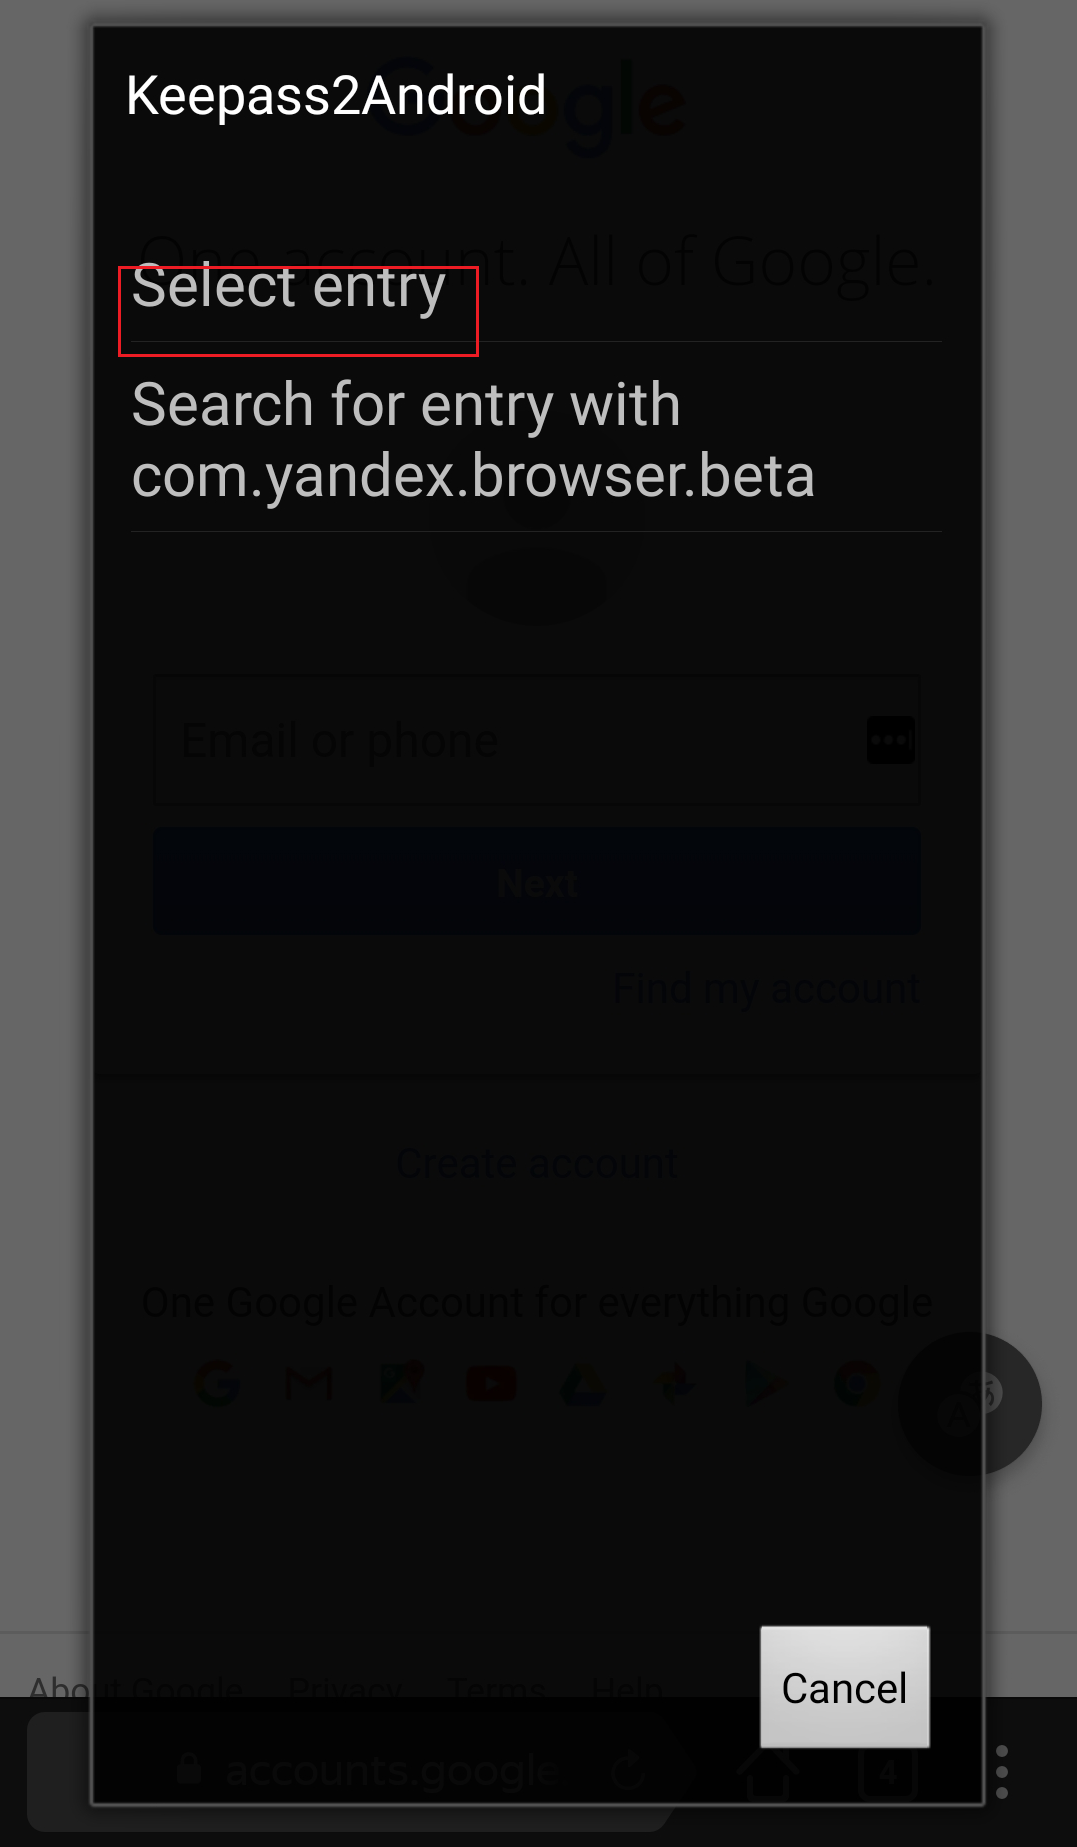 Keepass2Android
Google
One account. All of Google.
Select entry
Search for entry with
com.yandex.browser.beta
Email or phone
Next
Find my account
Create account
One Google Account for everything Google
About Google Privacy Terms Help
Cancel
accounts.google
4